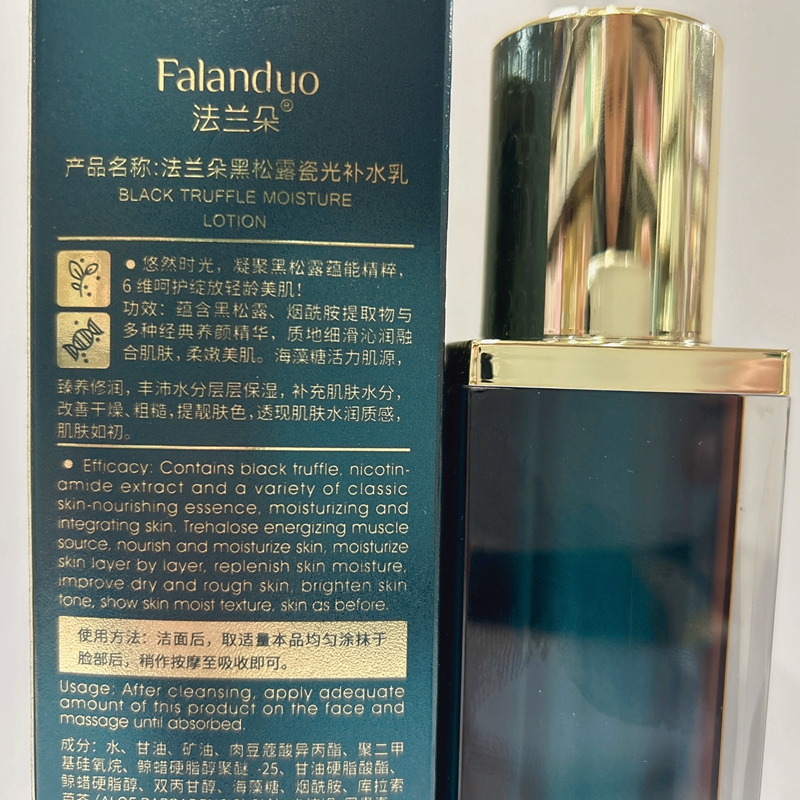 Falanduo
法兰朵®
产品名称:法兰朵黑松露瓷光补水乳
BLACK TRUFFLE MOISTURE
LOTION
●悠然时光，凝聚黑松露蕴能精粹，
6 维呵护绽放轻龄美肌！
功效：蕴含黑松露、烟酰胺提取物与
多种经典养颜精华，质地细滑沁润融
合肌肤，柔嫩美肌。海藻糖活力肌源，
臻养修润，丰沛水分层层保湿，补充肌肤水分，
改善干燥、粗糙，提靓肤色，透现肌肤水润质感，
肌肤如初。
● Efficacy: Contains black truffle, nicotin-
amide extract and a variety of classic
skin-nourishing essence, moisturizing and
integrating skin. Trehalose energizing muscle
source, nourish and moisturize skin, moisturize
skin layer by layer, replenish skin moisture,
improve dry and rough skin, brighten skin
tone, show skin moist texture, skin as before.
使用方法：洁面后，取适量本品均匀涂抹于
脸部后，稍作按摩至吸收即可。
Usage: After cleansing, apply adequate
amount of this product on the face and
massage until absorbed.
成分：水、甘油、矿油、肉豆蔻酸异丙酯、聚二甲
基硅氧烷、鲸蜡硬脂醇聚醚 -25、甘油硬脂酸酯、
鲸蜡硬脂醇、双丙甘醇、海藻糖、烟酰胺、库拉索